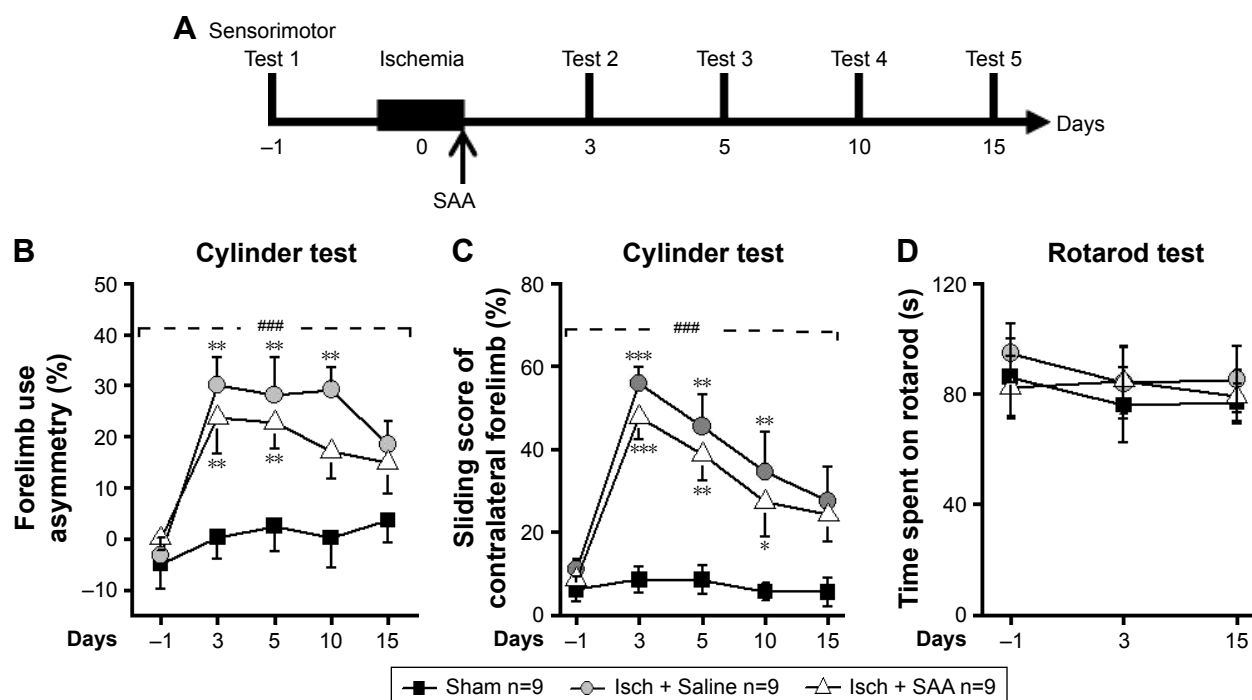 A Sensorimotor
Test 1 Ischemia Test 2 Test 3 Test 4 Test 5
Days
–1 0 3 5 10 15
SAA
B Cylinder test
Forelimb use
asymmetry (%)
50
40
30
20
10
0
–10
###
** ** **
** **
Days –1 3 5 10 15
C Cylinder test
Sliding score of
contralateral forelimb (%)
80
60
40
20
0
###
*** ** **
*** ** *
–1 3 5 10 15
D Rotarod test
Time spent on rotarod (s)
120
80
40
0
Days –1 3 15
Sham n=9 Isch + Saline n=9 Isch + SAA n=9